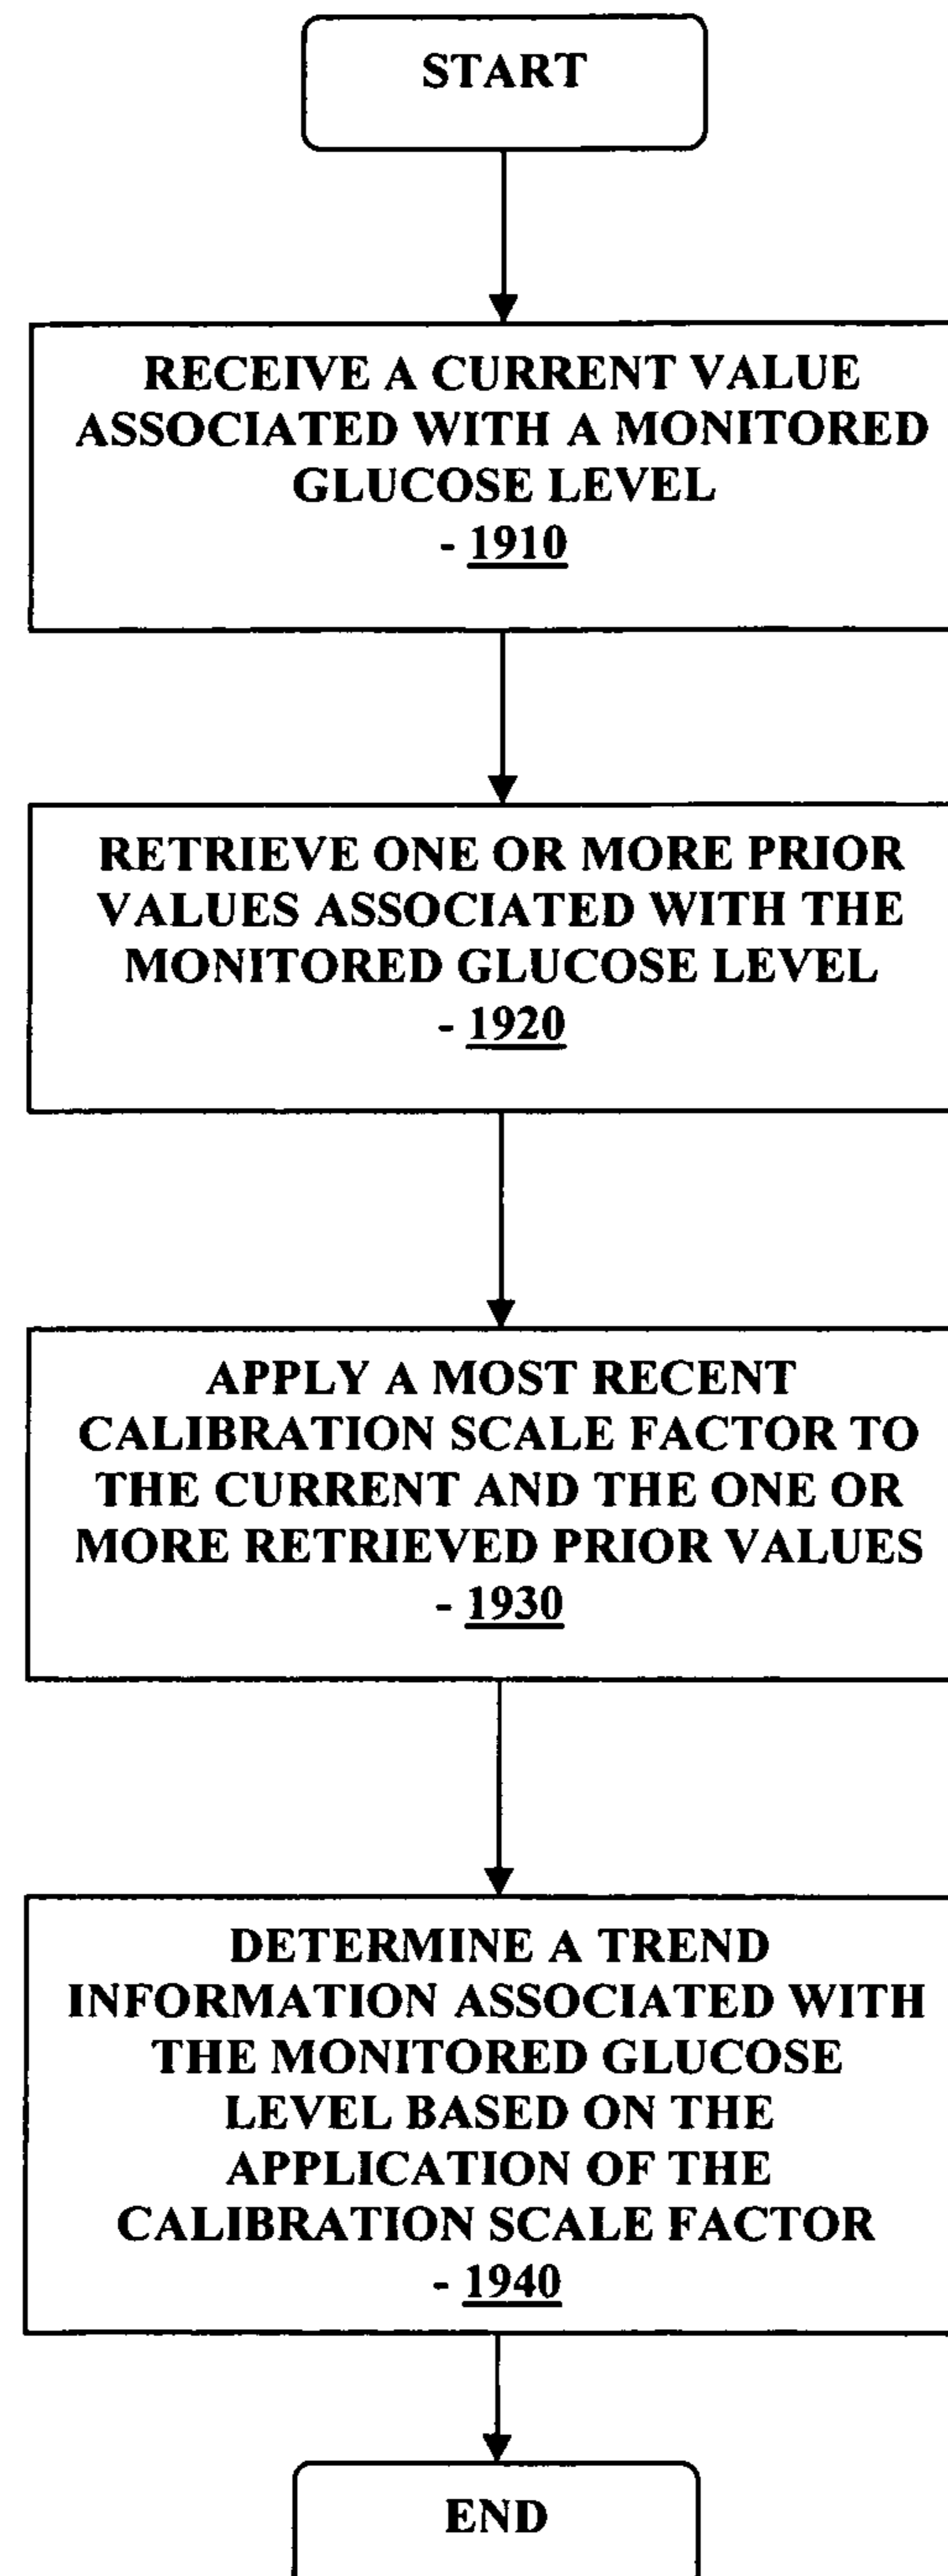 START
RECEIVE A CURRENT VALUE
ASSOCIATED WITH A MONITORED
GLUCOSE LEVEL
- 1910
RETRIEVE ONE OR MORE PRIOR
VALUES ASSOCIATED WITH THE
MONITORED GLUCOSE LEVEL
- 1920
APPLY A MOST RECENT
CALIBRATION SCALE FACTOR TO
THE CURRENT AND THE ONE OR
MORE RETRIEVED PRIOR VALUES
- 1930
DETERMINE A TREND
INFORMATION ASSOCIATED WITH
THE MONITORED GLUCOSE
LEVEL BASED ON THE
APPLICATION OF THE
CALIBRATION SCALE FACTOR
- 1940
END